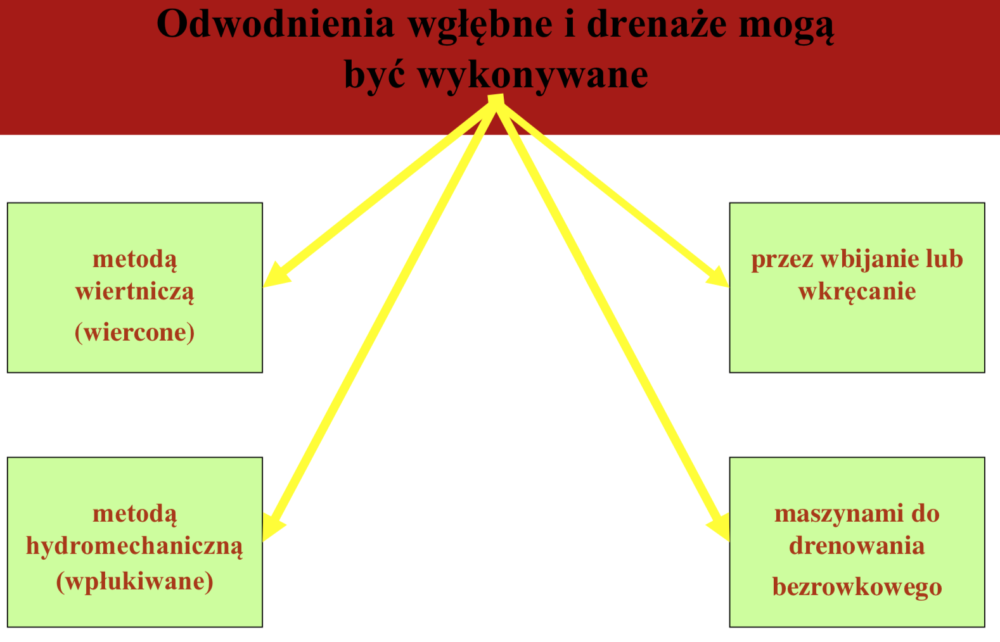 Odwodnienia wgłębne i drenaże mogą
być wykonywane
metodą
wiertniczą
(wiercone)
przez wbijanie lub
wkręcanie
metodą
hydromechaniczną
(wpłukiwane)
maszynami do
drenowania
bezrowkowego